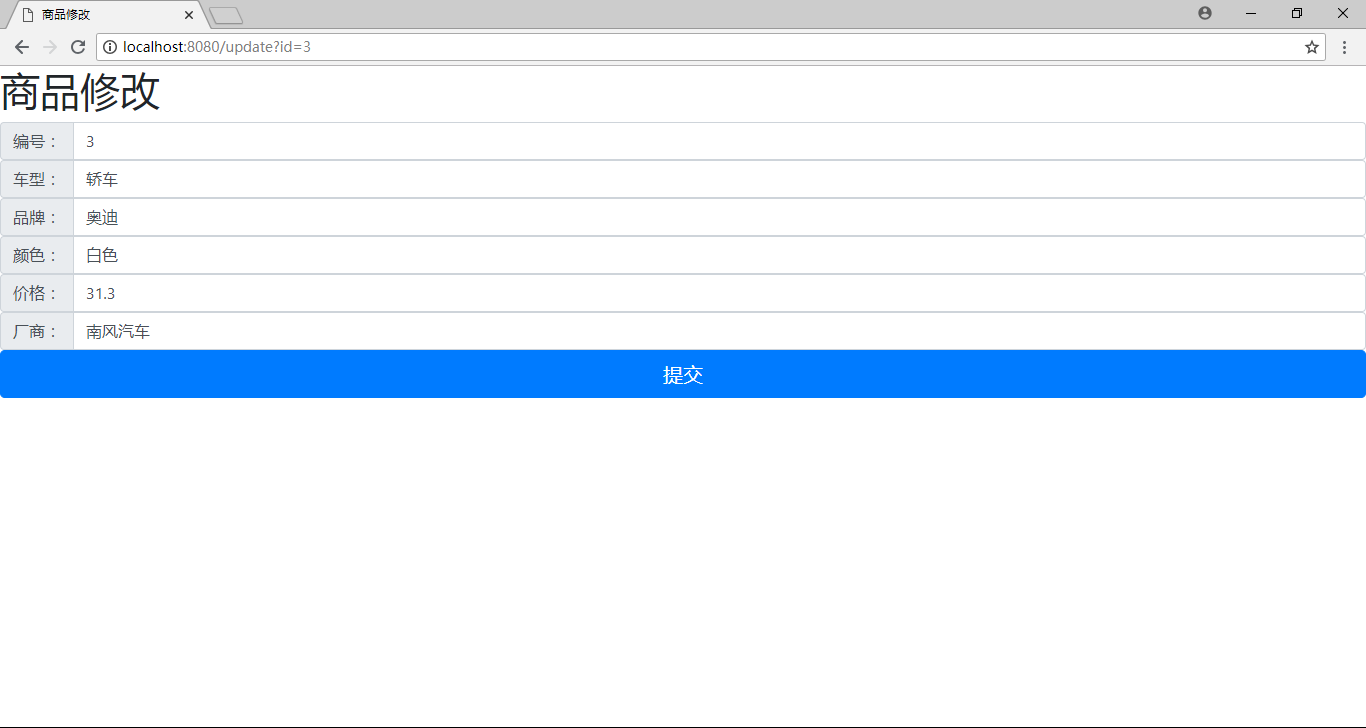 商品修改
localhost:8080/update?id=3
商品修改
编号： 3
车型： 轿车
品牌： 奥迪
颜色： 白色
价格： 31.3
厂商： 南风汽车
提交